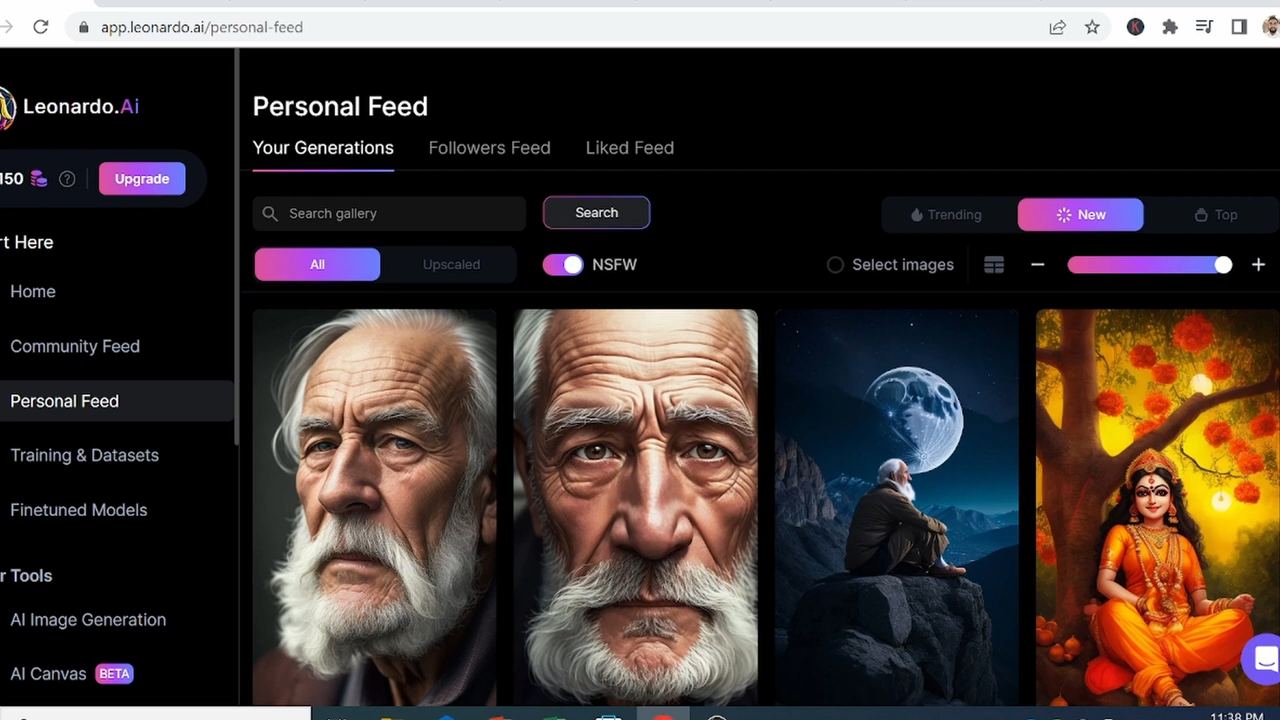 app.leonardo.ai/personal-feed
K
Leonardo.Ai
150
?
Upgrade
rt Here
Home
Community Feed
Personal Feed
Training & Datasets
Finetuned Models
r Tools
AI Image Generation
AI Canvas BETA
Personal Feed
Your Generations Followers Feed Liked Feed
Search gallery Search Trending New Top
All Upscaled NSFW Select images
11:38 PM